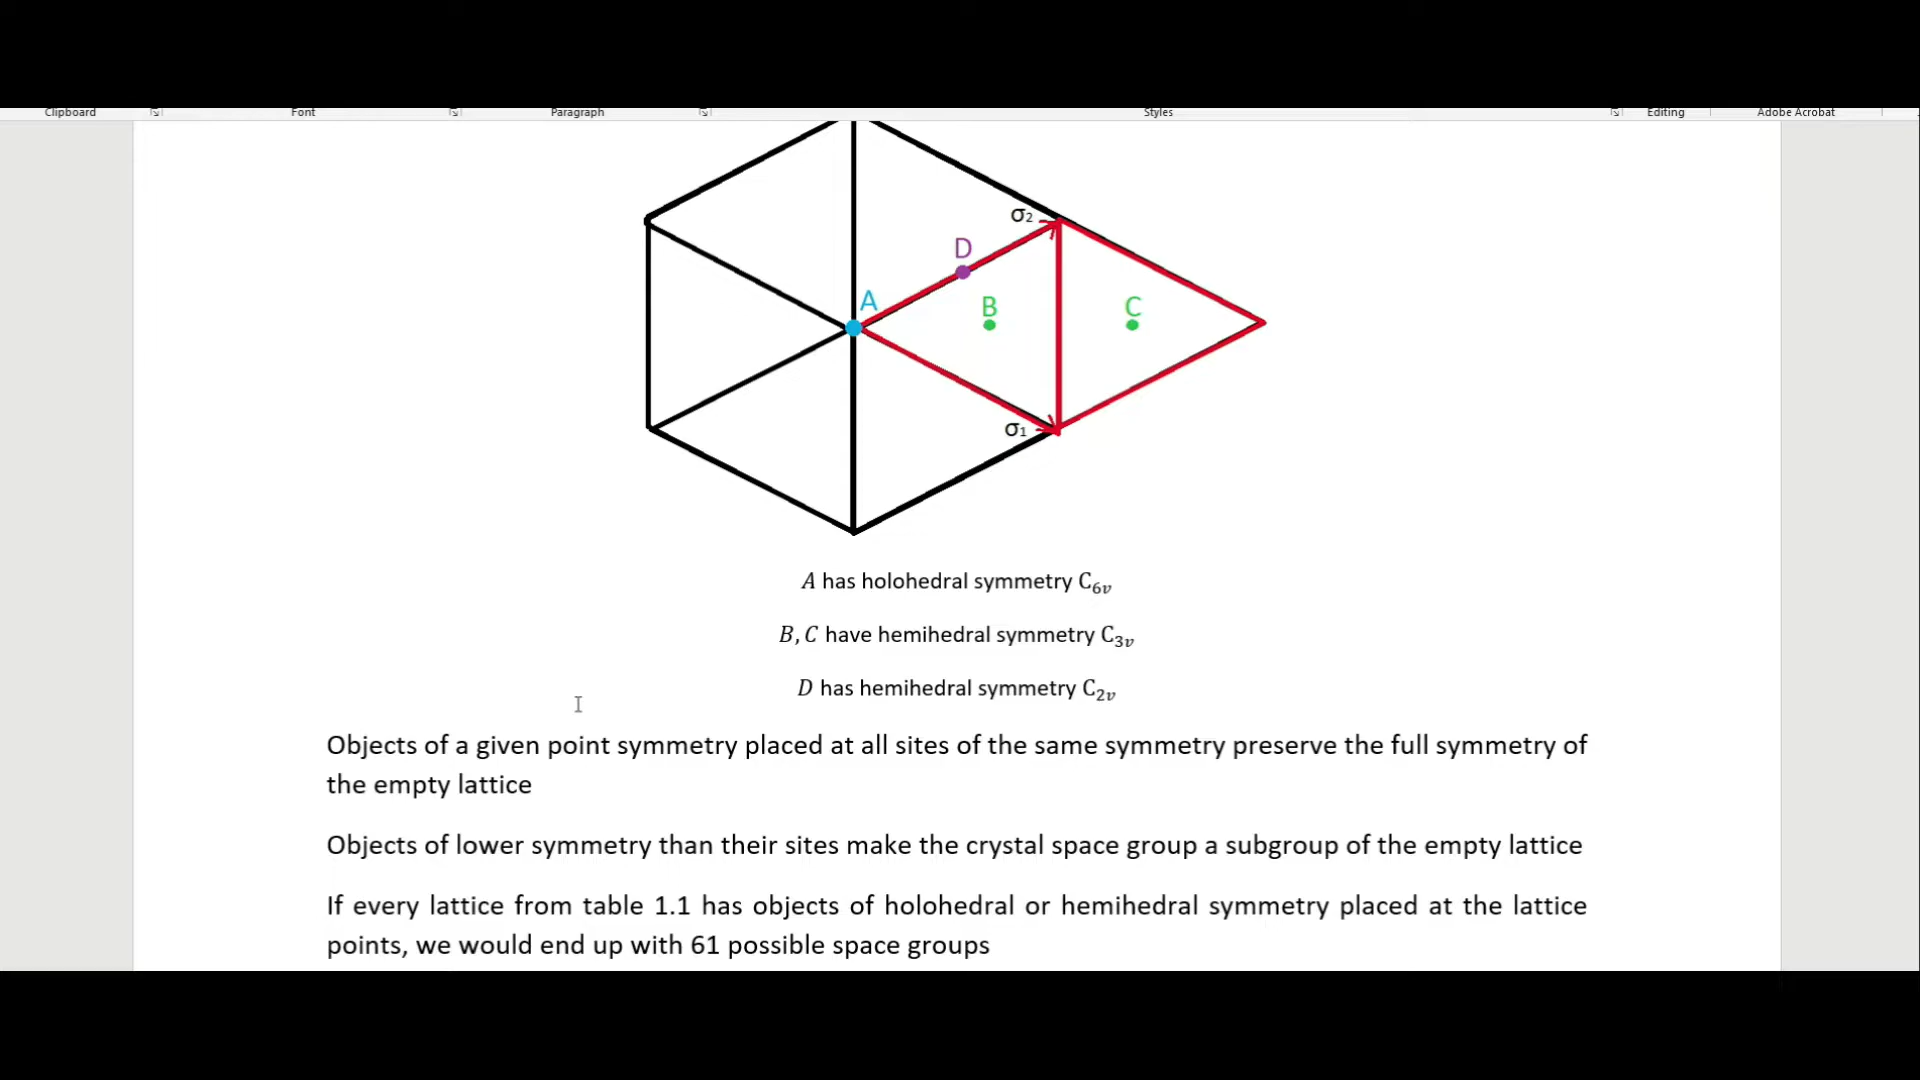 Clipboard Font Paragraph Styles Editing Adobe Acrobat
σ₂
D
A
B
C
σ₁
A has holohedral symmetry C₆ᵥ
B, C have hemihedral symmetry C₃ᵥ
D has hemihedral symmetry C₂ᵥ
Objects of a given point symmetry placed at all sites of the same symmetry preserve the full symmetry of
the empty lattice
Objects of lower symmetry than their sites make the crystal space group a subgroup of the empty lattice
If every lattice from table 1.1 has objects of holohedral or hemihedral symmetry placed at the lattice
points, we would end up with 61 possible space groups